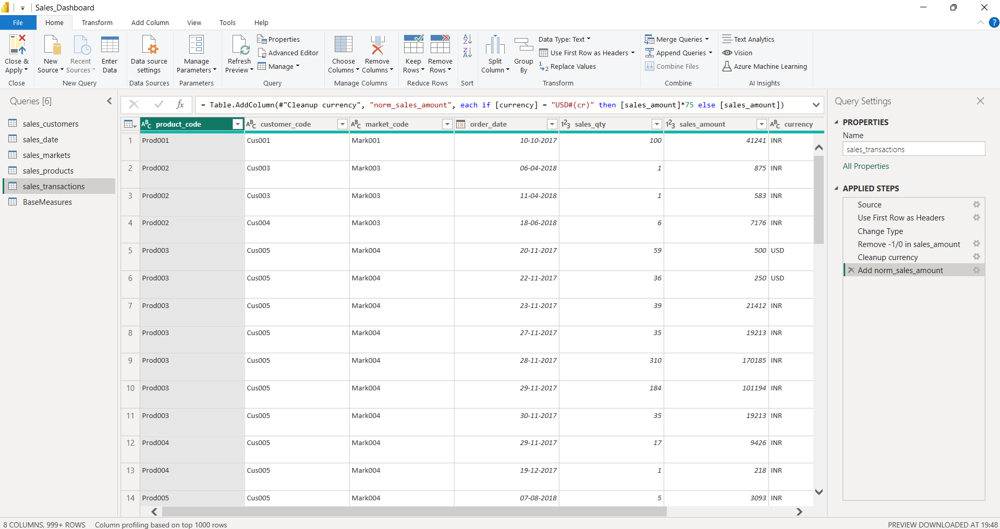 Sales_Dashboard
File Home Transform Add Column View Tools Help
Close & Apply
Close
New Source
Recent Sources
Enter Data
New Query
Data source settings
Data Sources
Manage Parameters
Parameters
Refresh Preview
Properties
Advanced Editor
Manage
Query
Choose Columns
Remove Columns
Manage Columns
Keep Rows
Remove Rows
Reduce Rows
Sort
Split Column
Group By
Data Type: Text
Use First Row as Headers
Replace Values
Transform
Merge Queries
Append Queries
Combine Files
Combine
Text Analytics
Vision
Azure Machine Learning
AI Insights
Queries [6]
sales_customers
sales_date
sales_markets
sales_products
sales_transactions
BaseMeasures
fx = Table.AddColumn(#"Cleanup currency", "norm_sales_amount", each if [currency] = "USD#(cr)" then [sales_amount]*75 else [sales_amount])
ABC product_code ABC customer_code ABC market_code order_date 123 sales_qty 123 sales_amount ABC currency
1 Prod001 Cus001 Mark001 10-10-2017 100 41241 INR
2 Prod002 Cus003 Mark003 06-04-2018 1 875 INR
3 Prod002 Cus003 Mark003 11-04-2018 1 583 INR
4 Prod002 Cus004 Mark003 18-06-2018 6 7176 INR
5 Prod003 Cus005 Mark004 20-11-2017 59 500 USD
6 Prod003 Cus005 Mark004 22-11-2017 36 250 USD
7 Prod003 Cus005 Mark004 23-11-2017 39 21412 INR
8 Prod003 Cus005 Mark004 27-11-2017 35 19213 INR
9 Prod003 Cus005 Mark004 28-11-2017 310 170185 INR
10 Prod003 Cus005 Mark004 29-11-2017 184 101194 INR
11 Prod003 Cus005 Mark004 30-11-2017 35 19213 INR
12 Prod004 Cus005 Mark004 29-11-2017 17 9426 INR
13 Prod004 Cus005 Mark004 19-12-2017 1 218 INR
14 Prod005 Cus005 Mark004 07-08-2018 5 3093 INR
Query Settings
PROPERTIES
Name
sales_transactions
All Properties
APPLIED STEPS
Source
Use First Row as Headers
Change Type
Remove -1/0 in sales_amount
Cleanup currency
Add norm_sales_amount
8 COLUMNS, 999+ ROWS Column profiling based on top 1000 rows PREVIEW DOWNLOADED AT 19:48